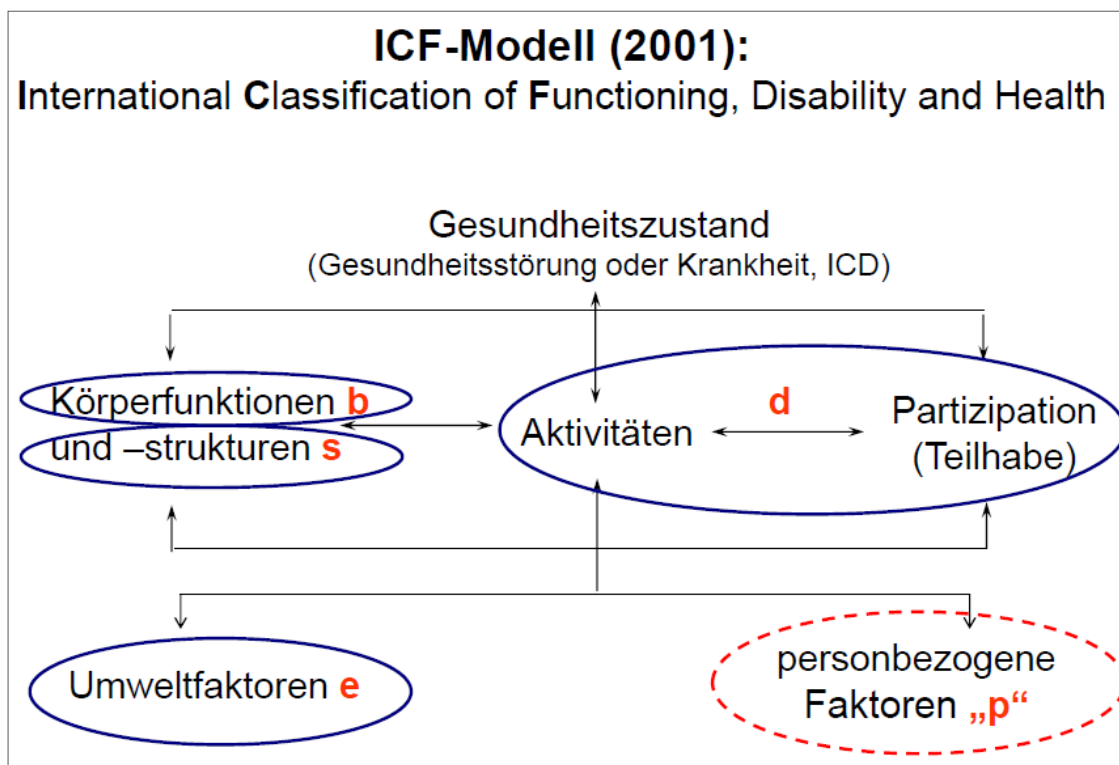 ICF-Modell (2001):
International Classification of Functioning, Disability and Health
Gesundheitszustand
(Gesundheitsstörung oder Krankheit, ICD)
Körperfunktionen b
und –strukturen s
Aktivitäten
d
Partizipation
(Teilhabe)
Umweltfaktoren e
personbezogene
Faktoren „p“